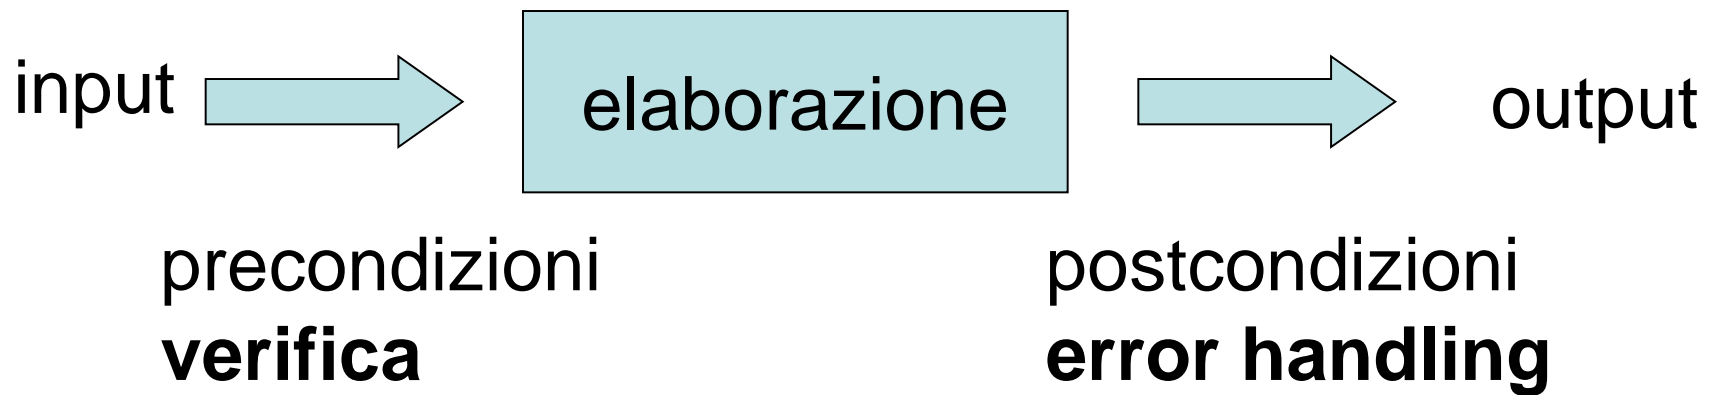 input
elaborazione
output
precondizioni
verifica
postcondizioni
error handling